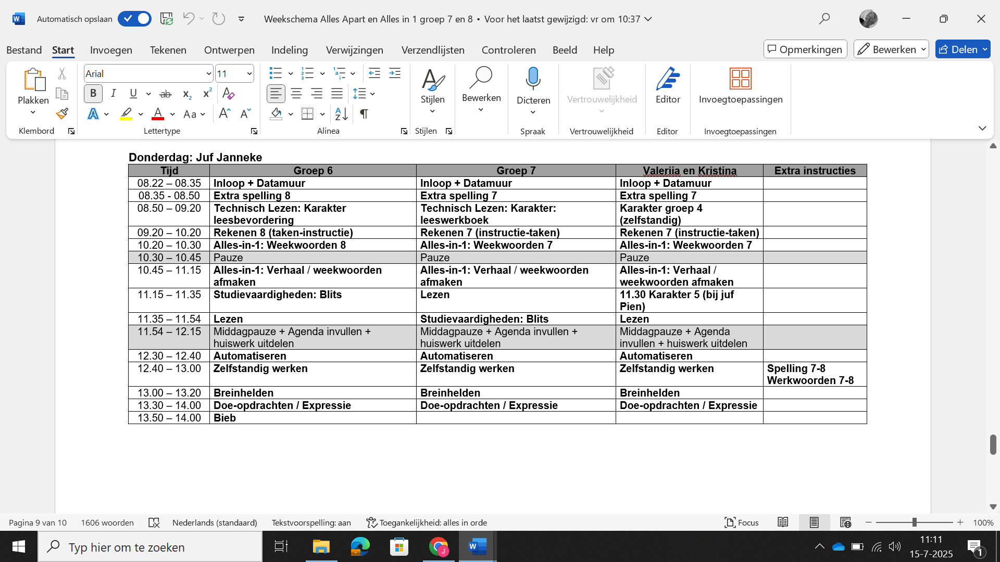 Automatisch opslaan
Weekschema Alles Apart en Alles in 1 groep 7 en 8 • Voor het laatst gewijzigd: vr om 10:37
Bestand Start Invoegen Tekenen Ontwerpen Indeling Verwijzingen Verzendlijsten Controleren Beeld Help
Opmerkingen Bewerken Delen
Plakken
Klembord
Arial 11
Lettertype
Alinea
Stijlen
Stijlen
Bewerken
Dicteren
Spraak
Vertrouwelijkheid
Vertrouwelijkheid
Editor
Editor
Invoegtoepassingen
Invoegtoepassingen
Donderdag: Juf Janneke
Tijd Groep 6 Groep 7 Valeriia en Kristina Extra instructies
08.22 – 08.35 Inloop + Datamuur Inloop + Datamuur Inloop + Datamuur
08.35 - 08.50 Extra spelling 8 Extra spelling 7 Extra spelling 7
08.50 – 09.20 Technisch Lezen: Karakter Technisch Lezen: Karakter: Karakter groep 4
leesbevordering leeswerkboek (zelfstandig)
09.20 – 10.20 Rekenen 8 (taken-instructie) Rekenen 7 (instructie-taken) Rekenen 7 (instructie-taken)
10.20 – 10.30 Alles-in-1: Weekwoorden 8 Alles-in-1: Weekwoorden 7 Alles-in-1: Weekwoorden 7
10.30 – 10.45 Pauze Pauze Pauze
10.45 – 11.15 Alles-in-1: Verhaal / weekwoorden Alles-in-1: Verhaal / weekwoorden Alles-in-1: Verhaal /
afmaken afmaken weekwoorden afmaken
11.15 – 11.35 Studievaardigheden: Blits Lezen 11.30 Karakter 5 (bij juf
Pien)
11.35 – 11.54 Lezen Studievaardigheden: Blits Lezen
11.54 – 12.15 Middagpauze + Agenda invullen + Middagpauze + Agenda invullen + Middagpauze + Agenda
huiswerk uitdelen huiswerk uitdelen invullen + huiswerk uitdelen
12.30 – 12.40 Automatiseren Automatiseren Automatiseren
12.40 – 13.00 Zelfstandig werken Zelfstandig werken Zelfstandig werken Spelling 7-8
Werkwoorden 7-8
13.00 – 13.20 Breinhelden Breinhelden Breinhelden
13.30 – 14.00 Doe-opdrachten / Expressie Doe-opdrachten / Expressie Doe-opdrachten / Expressie
13.50 – 14.00 Bieb
Pagina 9 van 10 1606 woorden Nederlands (standaard) Tekstvoorspelling: aan Toegankelijkheid: alles in orde Focus 100%
Typ hier om te zoeken
11:11
15-7-2025
1